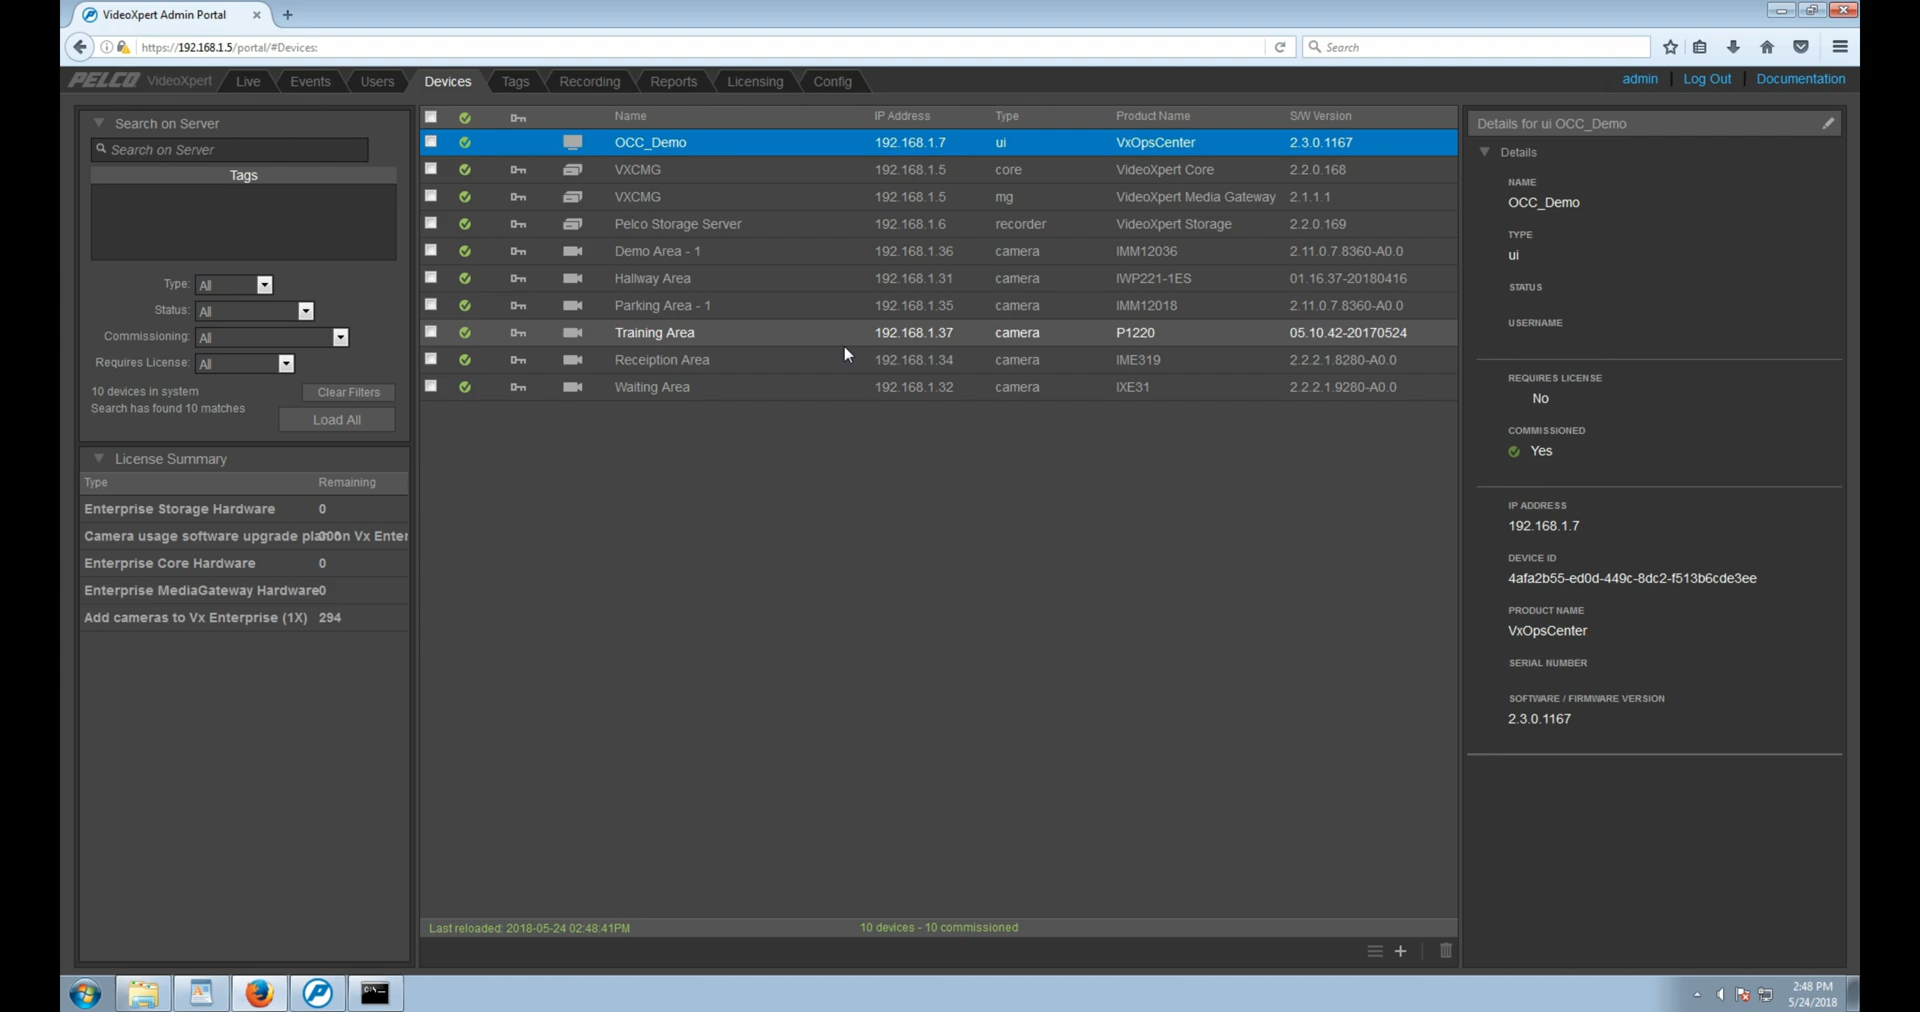 VideoXpert Admin Portal
https://192.168.1.5/portal/#Devices:
Search
PELCO VideoXpert Live Events Users Devices Tags Recording Reports Licensing Config
admin Log Out Documentation
Search on Server
Search on Server
Tags
Type: All
Status: All
Commissioning: All
Requires License: All
10 devices in system
Clear Filters
Search has found 10 matches
Load All
License Summary
Type Remaining
Enterprise Storage Hardware 0
Camera usage software upgrade plan on Vx Enter
Enterprise Core Hardware 0
Enterprise MediaGateway Hardware 0
Add cameras to Vx Enterprise (1X) 294
Name IP Address Type Product Name S/W Version
OCC_Demo 192.168.1.7 ui VxOpsCenter 2.3.0.1167
VXCMG 192.168.1.5 core VideoXpert Core 2.2.0.168
VXCMG 192.168.1.5 mg VideoXpert Media Gateway 2.1.1.1
Pelco Storage Server 192.168.1.6 recorder VideoXpert Storage 2.2.0.169
Demo Area - 1 192.168.1.36 camera IMM12036 2.11.0.7.8360-A0.0
Hallway Area 192.168.1.31 camera IWP221-1ES 01.16.37-20180416
Parking Area - 1 192.168.1.35 camera IMM12018 2.11.0.7.8360-A0.0
Training Area 192.168.1.37 camera P1220 05.10.42-20170524
Receiption Area 192.168.1.34 camera IME319 2.2.2.1.8280-A0.0
Waiting Area 192.168.1.32 camera IXE31 2.2.2.1.9280-A0.0
Last reloaded: 2018-05-24 02:48:41PM
10 devices - 10 commissioned
Details for ui OCC_Demo
Details
NAME
OCC_Demo
TYPE
ui
STATUS
USERNAME
REQUIRES LICENSE
No
COMMISSIONED
Yes
IP ADDRESS
192.168.1.7
DEVICE ID
4afa2b55-ed0d-449c-8dc2-f513b6cde3ee
PRODUCT NAME
VxOpsCenter
SERIAL NUMBER
SOFTWARE / FIRMWARE VERSION
2.3.0.1167
2:48 PM
5/24/2018